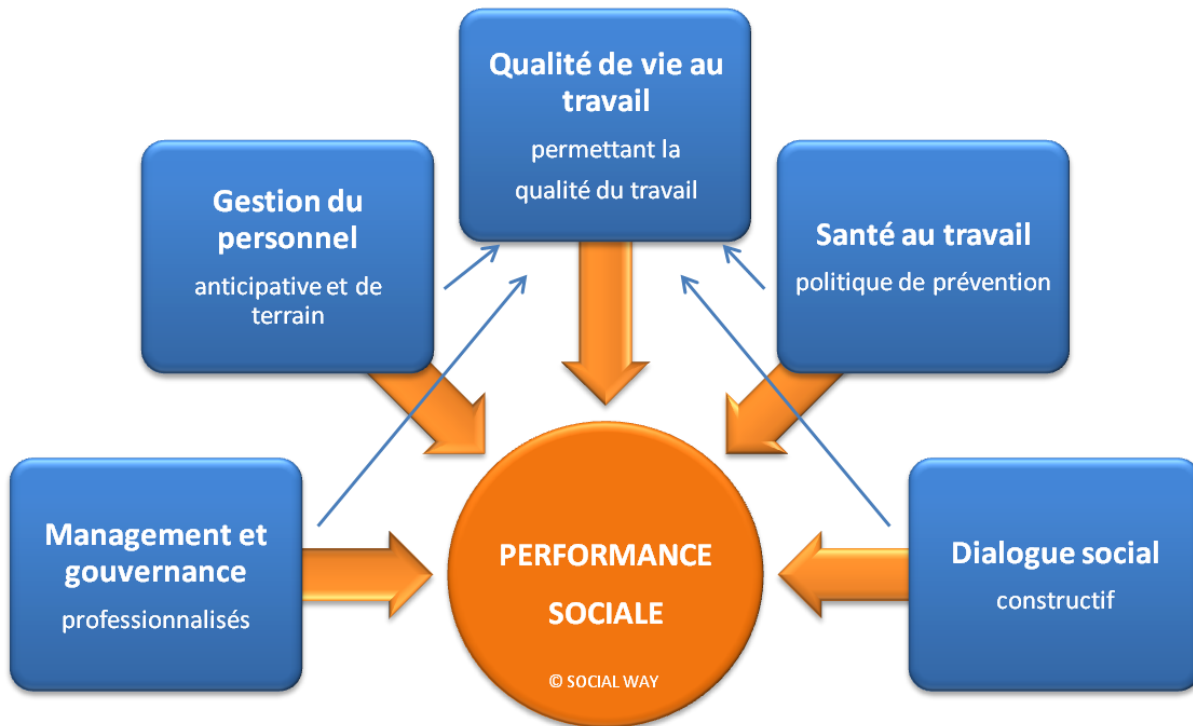 Qualité de vie au
travail
permettant la
qualité du travail
Gestion du
personnel
anticipative et de
terrain
Santé au travail
politique de prévention
Management et
gouvernance
professionnalisés
PERFORMANCE
SOCIALE
© SOCIAL WAY
Dialogue social
constructif